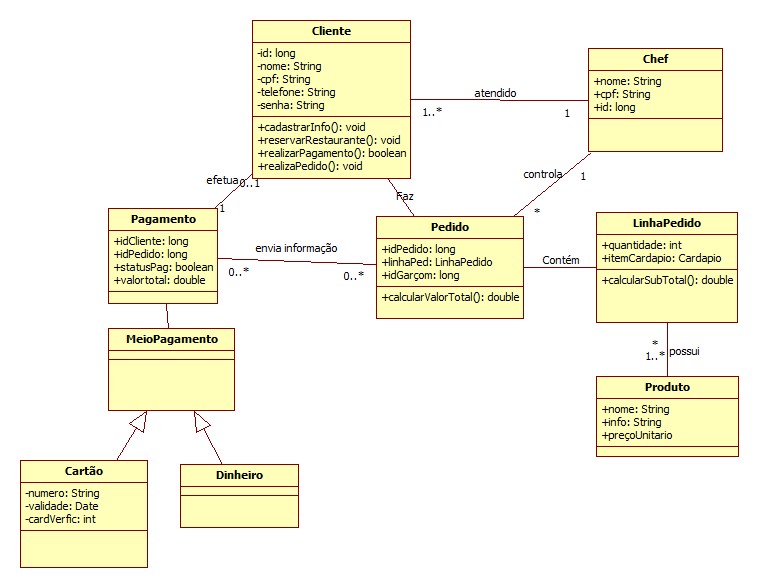 Cliente
-id: long
-nome: String
-cpf: String
-telefone: String
-senha: String
+cadastrarInfo(): void
+reservarRestaurante(): void
+realizarPagamento(): boolean
+realizaPedido(): void
Chef
+nome: String
+cpf: String
+id: long
atendido
1..*
1
controla
1
*
efetua
0..1
1
Faz
Pagamento
+idCliente: long
+idPedido: long
+statusPag: boolean
+valortotal: double
envia informação
0..*
0..*
Pedido
+idPedido: long
+linhaPed: LinhaPedido
+idGarçom: long
+calcularValorTotal(): double
Contém
LinhaPedido
+quantidade: int
+itemCardapio: Cardapio
+calcularSubTotal(): double
*
1..*
possui
Produto
+nome: String
+info: String
+preçoUnitario
MeioPagamento
Cartão
-numero: String
-validade: Date
-cardVerfic: int
Dinheiro